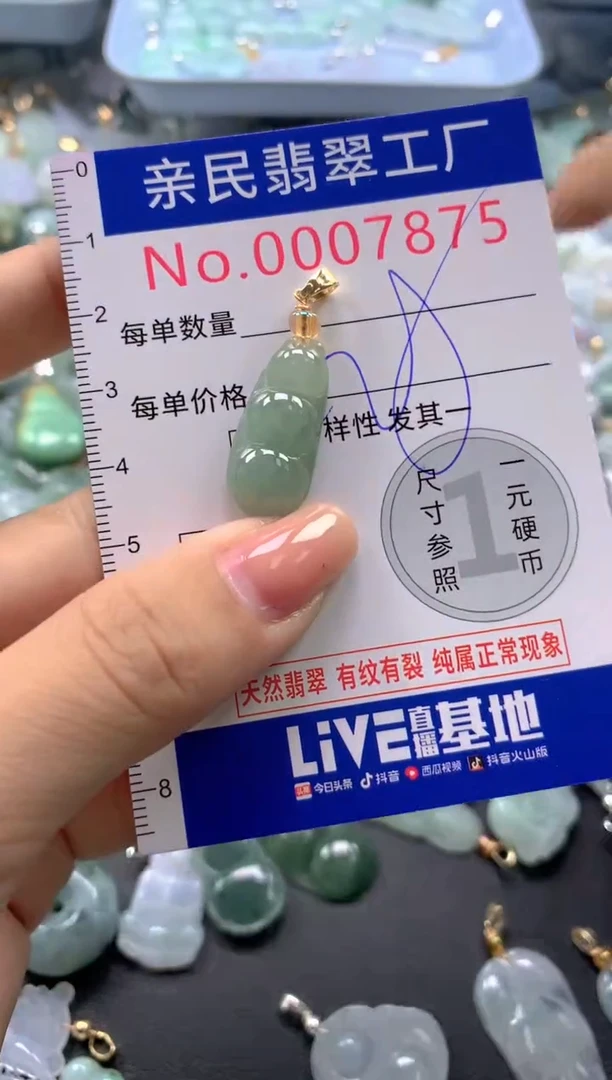 亲民翡翠工厂
No.0007875
每单数量
每单价格
样性发其一
尺寸参照
1
一元硬币
天然翡翠 有纹有裂 纯属正常现象
LiVE直播基地
头条 今日头条 抖音 西瓜视频 抖音火山版
0
1
2
3
4
5
8